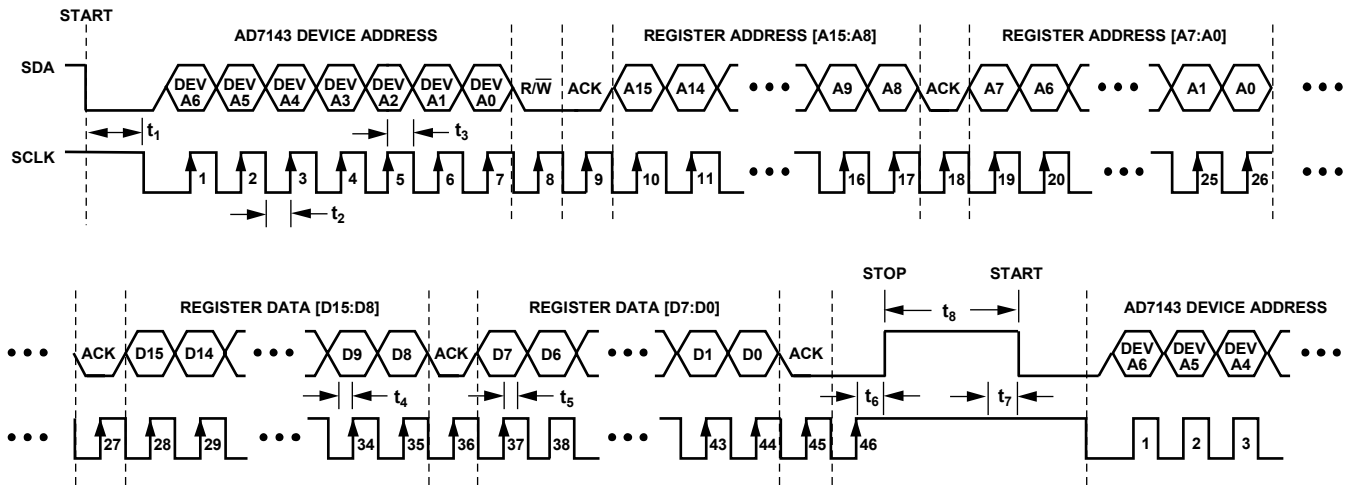 START
AD7143 DEVICE ADDRESS REGISTER ADDRESS [A15:A8] REGISTER ADDRESS [A7:A0]
SDA DEV A6 DEV A5 DEV A4 DEV A3 DEV A2 DEV A1 DEV A0 R/W ACK A15 A14 A9 A8 ACK A7 A6 A1 A0
t1 t3
SCLK 1 2 3 4 5 6 7 8 9 10 11 16 17 18 19 20 25 26
t2
STOP START
REGISTER DATA [D15:D8] REGISTER DATA [D7:D0] t8 AD7143 DEVICE ADDRESS
ACK D15 D14 D9 D8 ACK D7 D6 D1 D0 ACK DEV A6 DEV A5 DEV A4
t4 t5 t6 t7
27 28 29 34 35 36 37 38 43 44 45 46 1 2 3